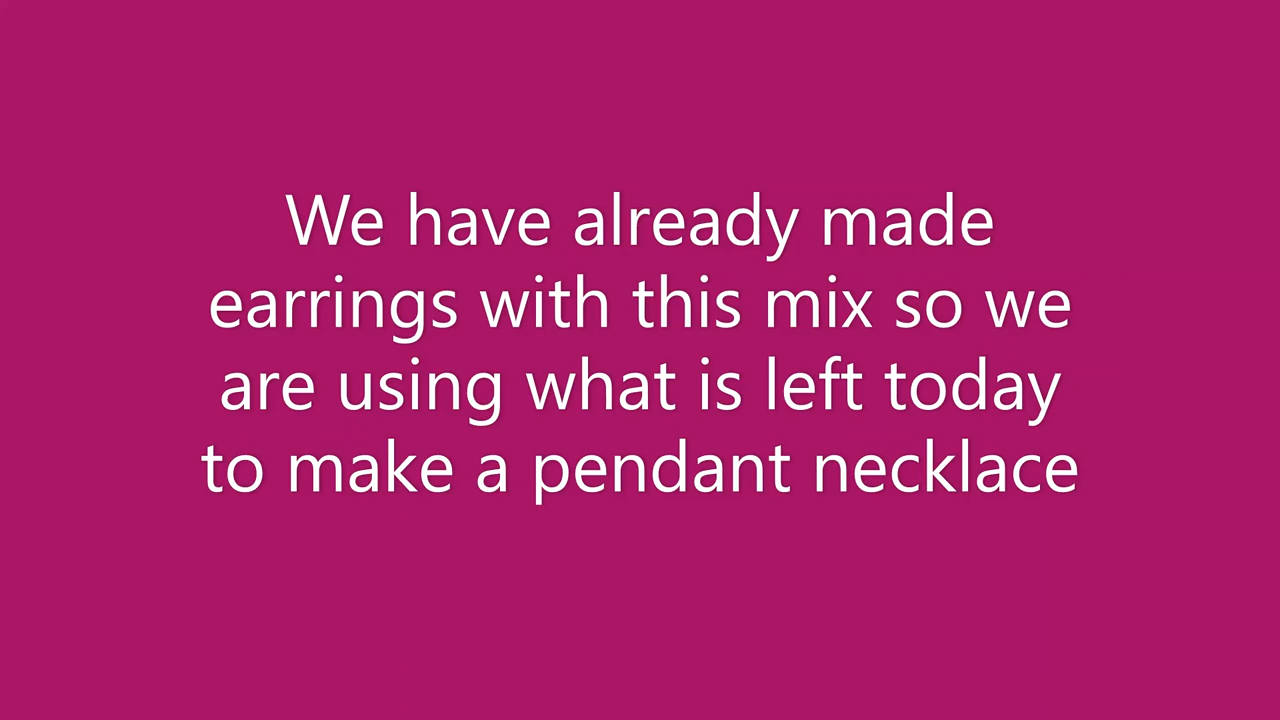 We have already made
earrings with this mix so we
are using what is left today
to make a pendant necklace